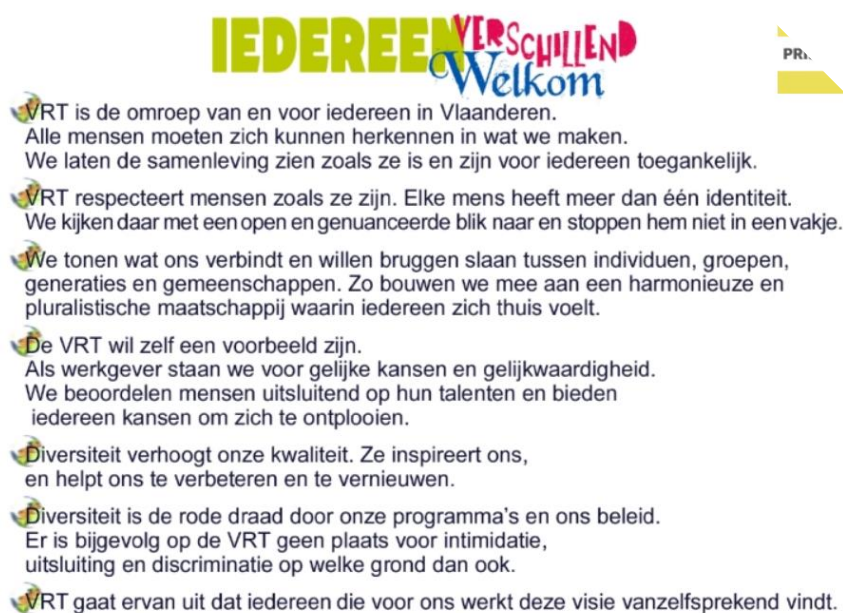 IEDEREEN VERSCHILLEND
Welkom
VRT is de omroep van en voor iedereen in Vlaanderen.
Alle mensen moeten zich kunnen herkennen in wat we maken.
We laten de samenleving zien zoals ze is en zijn voor iedereen toegankelijk.
VRT respecteert mensen zoals ze zijn. Elke mens heeft meer dan één identiteit.
We kijken daar met een open en genuanceerde blik naar en stoppen hem niet in een vakje.
We tonen wat ons verbindt en willen bruggen slaan tussen individuen, groepen,
generaties en gemeenschappen. Zo bouwen we mee aan een harmonieuze en
pluralistische maatschappij waarin iedereen zich thuis voelt.
De VRT wil zelf een voorbeeld zijn.
Als werkgever staan we voor gelijke kansen en gelijkwaardigheid.
We beoordelen mensen uitsluitend op hun talenten en bieden
iedereen kansen om zich te ontplooien.
Diversiteit verhoogt onze kwaliteit. Ze inspireert ons,
en helpt ons te verbeteren en te vernieuwen.
Diversiteit is de rode draad door onze programma's en ons beleid.
Er is bijgevolg op de VRT geen plaats voor intimidatie,
uitsluiting en discriminatie op welke grond dan ook.
VRT gaat ervan uit dat iedereen die voor ons werkt deze visie vanzelfsprekend vindt.